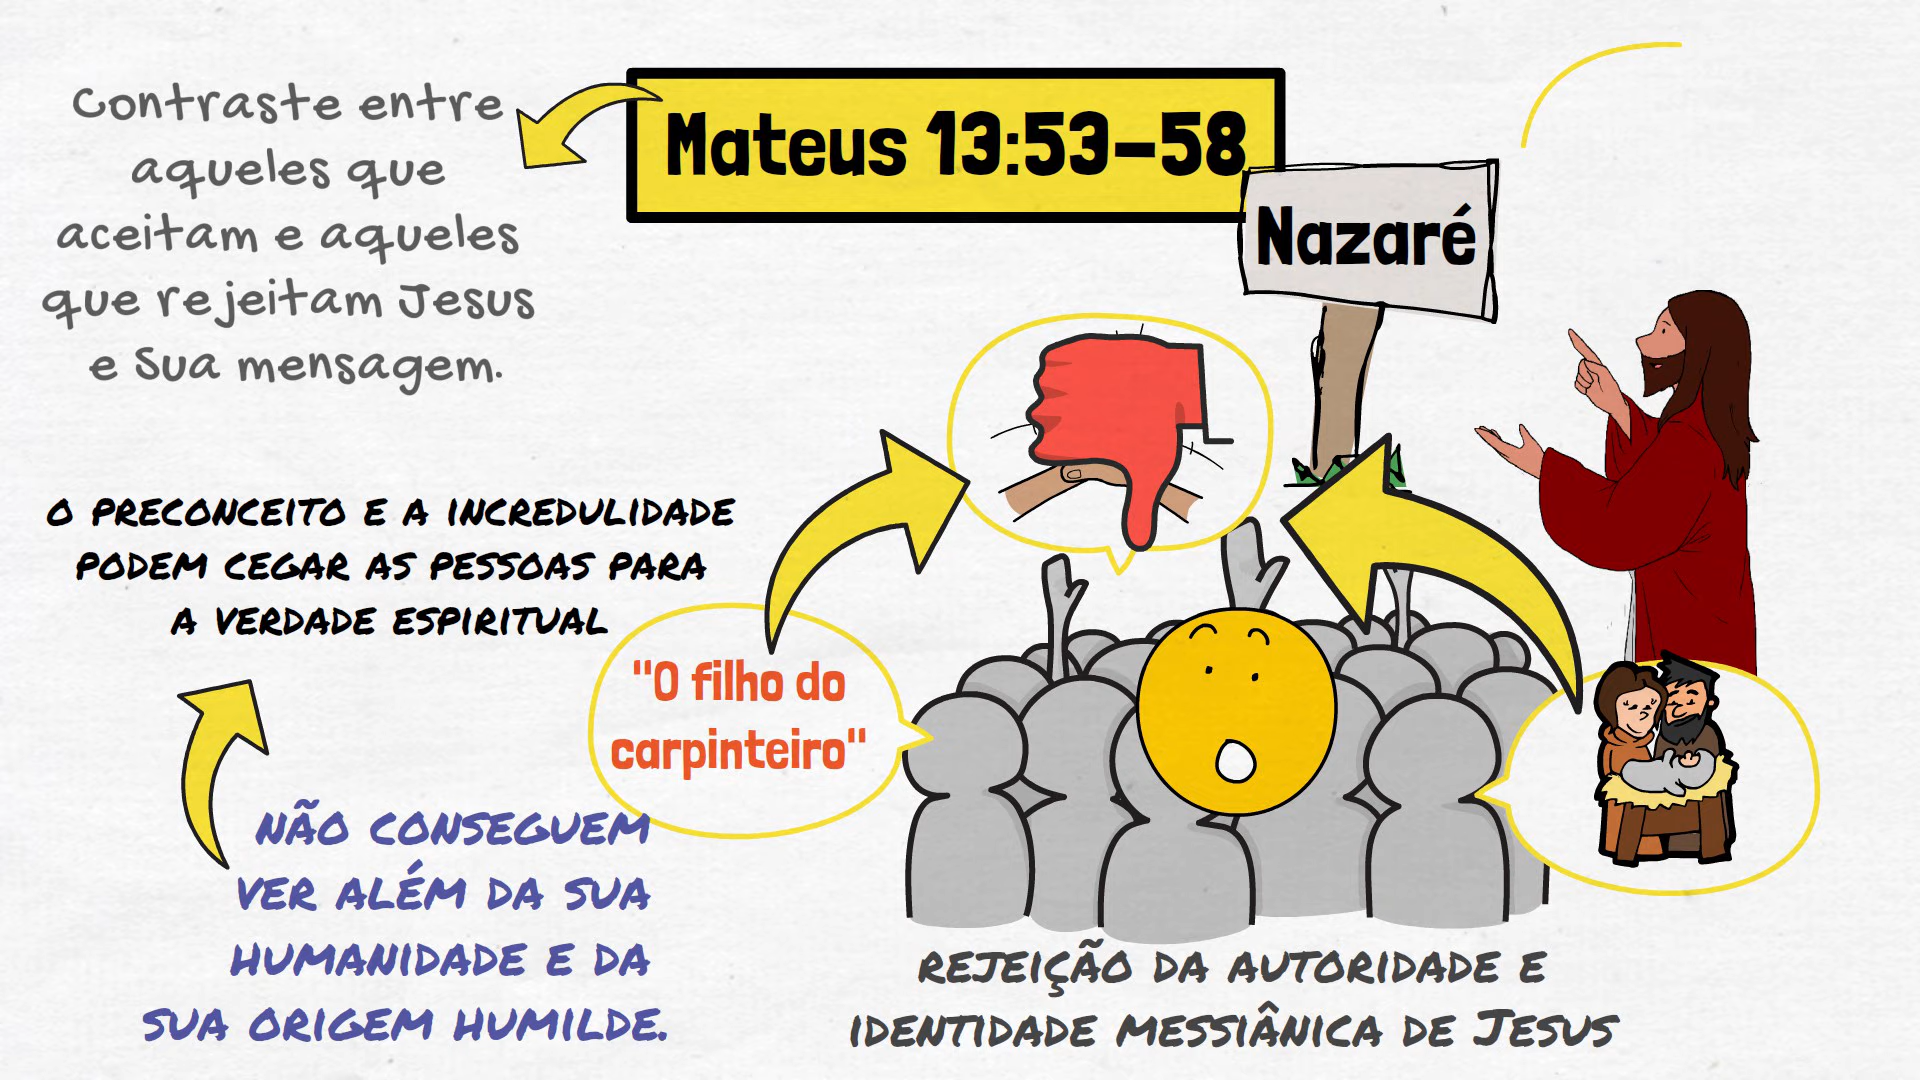 Mateus 13:53-58
Nazaré
Contraste entre
aqueles que
aceitam e aqueles
que rejeitam Jesus
e Sua mensagem.
O PRECONCEITO E A INCREDULIDADE
PODEM CEGAR AS PESSOAS PARA
A VERDADE ESPIRITUAL
"O filho do
carpinteiro"
NÃO CONSEGUEM
VER ALÉM DA SUA
HUMANIDADE E DA
SUA ORIGEM HUMILDE.
REJEIÇÃO DA AUTORIDADE E
IDENTIDADE MESSIÂNICA DE JESUS